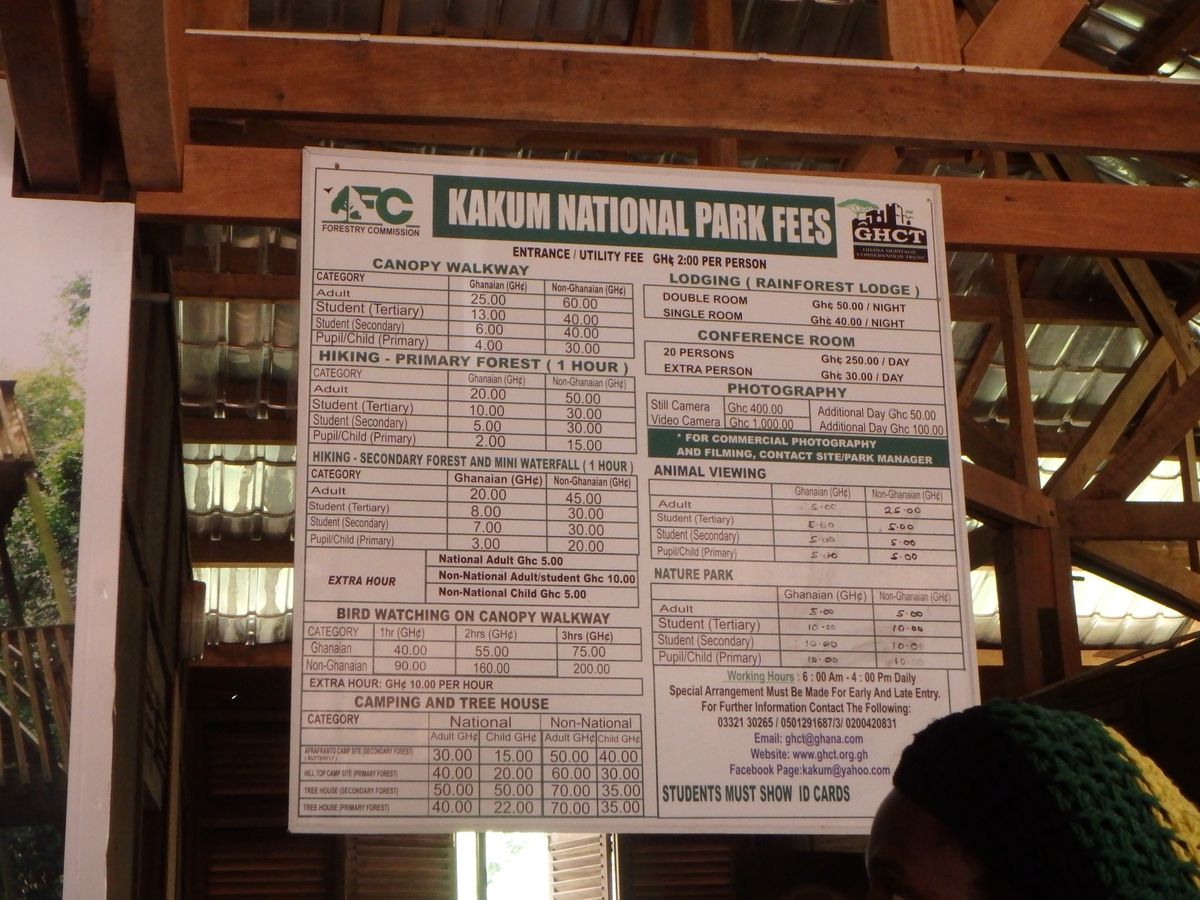 FC
FORESTRY COMMISSION
KAKUM NATIONAL PARK FEES
GHCT
GHANA HERITAGE
CONSERVATION TRUST
ENTRANCE / UTILITY FEE GH¢ 2:00 PER PERSON
CANOPY WALKWAY
CATEGORY Ghanaian (GH¢) Non-Ghanaian (GH¢)
Adult 25.00 60.00
Student (Tertiary) 13.00 40.00
Student (Secondary) 6.00 40.00
Pupil/Child (Primary) 4.00 30.00
HIKING - PRIMARY FOREST ( 1 HOUR )
CATEGORY Ghanaian (GH¢) Non-Ghanaian (GH¢)
Adult 20.00 50.00
Student (Tertiary) 10.00 30.00
Student (Secondary) 5.00 30.00
Pupil/Child (Primary) 2.00 15.00
HIKING - SECONDARY FOREST AND MINI WATERFALL ( 1 HOUR )
CATEGORY Ghanaian (GH¢) Non-Ghanaian (GH¢)
Adult 20.00 45.00
Student (Tertiary) 8.00 30.00
Student (Secondary) 7.00 30.00
Pupil/Child (Primary) 3.00 20.00
EXTRA HOUR
National Adult Ghc 5.00
Non-National Adult/student Ghc 10.00
Non-National Child Ghc 5.00
BIRD WATCHING ON CANOPY WALKWAY
CATEGORY 1hr (GH¢) 2hrs (GH¢) 3hrs (GH¢)
Ghanaian 40.00 55.00 75.00
Non-Ghanaian 90.00 160.00 200.00
EXTRA HOUR: GH¢ 10.00 PER HOUR
CAMPING AND TREE HOUSE
CATEGORY National Non-National
Adult GH¢ Child GH¢ Adult GH¢ Child GH¢
AFRAFRANTO CAMP SITE (SECONDARY FOREST) 30.00 15.00 50.00 40.00
( BUTTERFLY )
HILL TOP CAMP SITE (PRIMARY FOREST) 40.00 20.00 60.00 30.00
TREE HOUSE (SECONDARY FOREST) 50.00 50.00 70.00 35.00
TREE HOUSE (PRIMARY FOREST) 40.00 22.00 70.00 35.00
LODGING ( RAINFOREST LODGE )
DOUBLE ROOM Gh¢ 50.00 / NIGHT
SINGLE ROOM Gh¢ 40.00 / NIGHT
CONFERENCE ROOM
20 PERSONS Gh¢ 250.00 / DAY
EXTRA PERSON Gh¢ 30.00 / DAY
PHOTOGRAPHY
Still Camera Ghc 400.00 Additional Day Ghc 50.00
Video Camera Ghc 1,000.00 Additional Day Ghc 100.00
* FOR COMMERCIAL PHOTOGRAPHY
AND FILMING, CONTACT SITE/PARK MANAGER
ANIMAL VIEWING
Ghanaian (GH¢) Non-Ghanaian (GH¢)
Adult 5.00 25.00
Student (Tertiary) 5.00 5.00
Student (Secondary) 5.00 5.00
Pupil/Child (Primary) 5.00 5.00
NATURE PARK
Ghanaian (GH¢) Non-Ghanaian (GH¢)
Adult 5.00 5.00
Student (Tertiary) 10.00 10.00
Student (Secondary) 10.00
Pupil/Child (Primary) 10.00
Working Hours : 6 : 00 Am - 4 : 00 Pm Daily
Special Arrangement Must Be Made For Early And Late Entry.
For Further Information Contact The Following:
03321 30265 / 0501291687/3/ 0200420831
Email: ghct@ghana.com
Website: www.ghct.org.gh
Facebook Page:kakum@yahoo.com
STUDENTS MUST SHOW ID CARDS